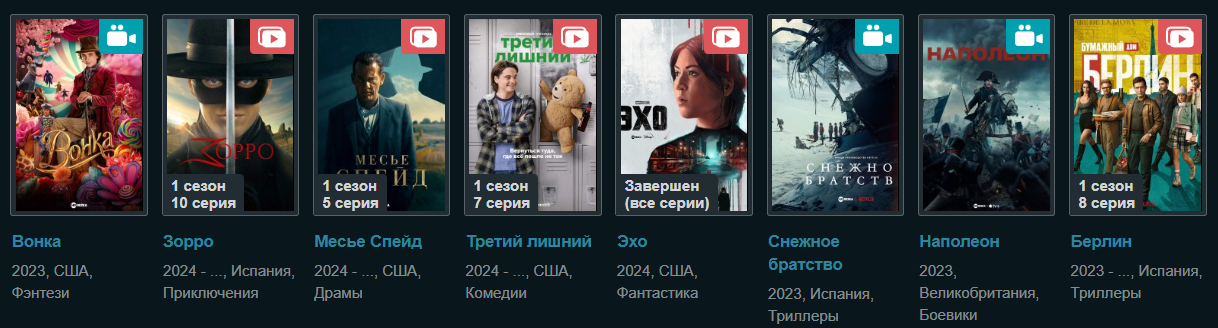 Вонка
ЗОРРО
1 сезон
10 серия
МЕСЬЕ
СПЕЙД
1 сезон
5 серия
третий
лишний
Вернуться туда,
где всё пошло не так
1 сезон
7 серия
ЭХО
Завершен
(все серии)
СНЕЖНО
БРАТСТВ
НАПОЛЕОН
БУМАЖНЫЙ ДОМ
БЕРЛИН
1 сезон
8 серия
Вонка
2023, США,
Фэнтези
Зорро
2024 - ..., Испания,
Приключения
Месье Спейд
2024 - ..., США,
Драмы
Третий лишний
2024 - ..., США,
Комедии
Эхо
2024, США,
Фантастика
Снежное
братство
2023, Испания,
Триллеры
Наполеон
2023,
Великобритания,
Боевики
Берлин
2023 - ..., Испания,
Триллеры